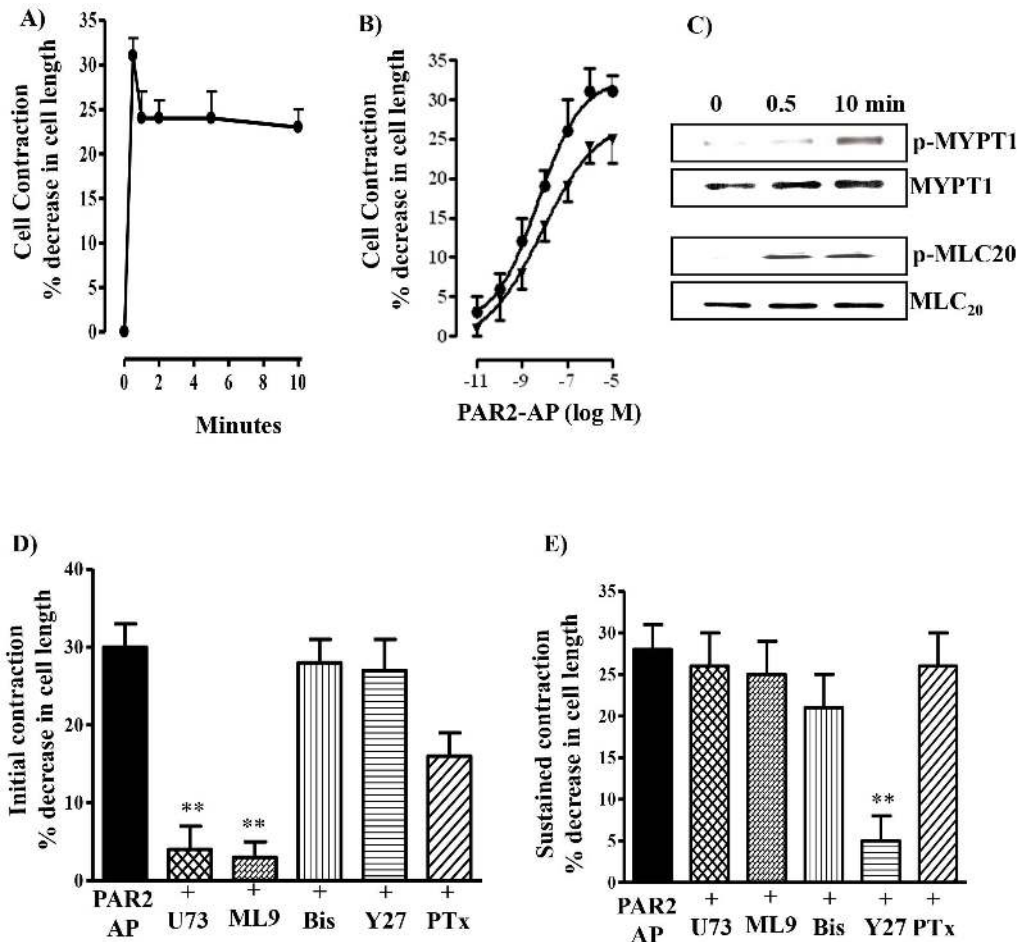 A)
Cell Contraction
% decrease in cell length
35
30
25
20
15
10
5
0
0 2 4 6 8 10
Minutes
B)
Cell Contraction
% decrease in cell length
35
30
25
20
15
10
5
0
-11 -9 -7 -5
PAR2-AP (log M)
C)
0 0.5 10 min
p-MYPT1
MYPT1
p-MLC20
MLC₂₀
D)
Initial contraction
% decrease in cell length
40
30
20
10
0
** **
PAR2 + + + + +
AP U73 ML9 Bis Y27 PTx
E)
Sustained contraction
% decrease in cell length
35
30
25
20
15
10
5
0
**
PAR2 + + + + +
AP U73 ML9 Bis Y27 PTx